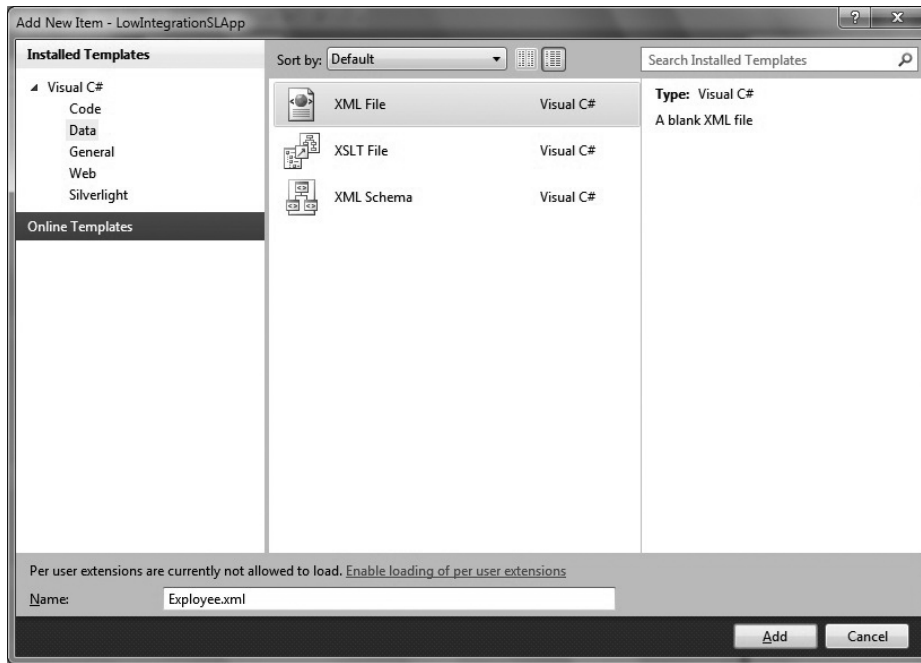 Add New Item - LowIntegrationSLApp
Installed Templates
Visual C#
Code
Data
General
Web
Silverlight
Online Templates
Sort by: Default
XML File Visual C#
XSLT File Visual C#
XML Schema Visual C#
Search Installed Templates
Type: Visual C#
A blank XML file
Per user extensions are currently not allowed to load. Enable loading of per user extensions
Name: Exployee.xml
Add Cancel